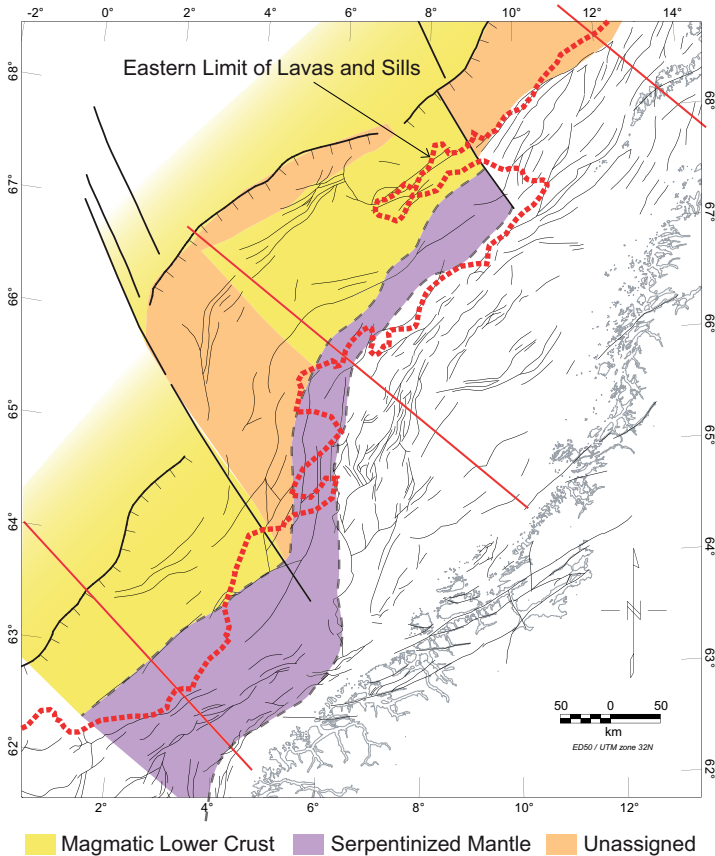 -2° 0° 2° 4° 6° 8° 10° 12° 14°
Eastern Limit of Lavas and Sills
68°
67°
66°
65°
64°
63°
62°
68°
67°
66°
65°
64°
63°
62°
N
50 0 50
km
ED50 / UTM zone 32N
2° 0° 4° 6° 8° 10° 12°
Magmatic Lower Crust Serpentinized Mantle Unassigned